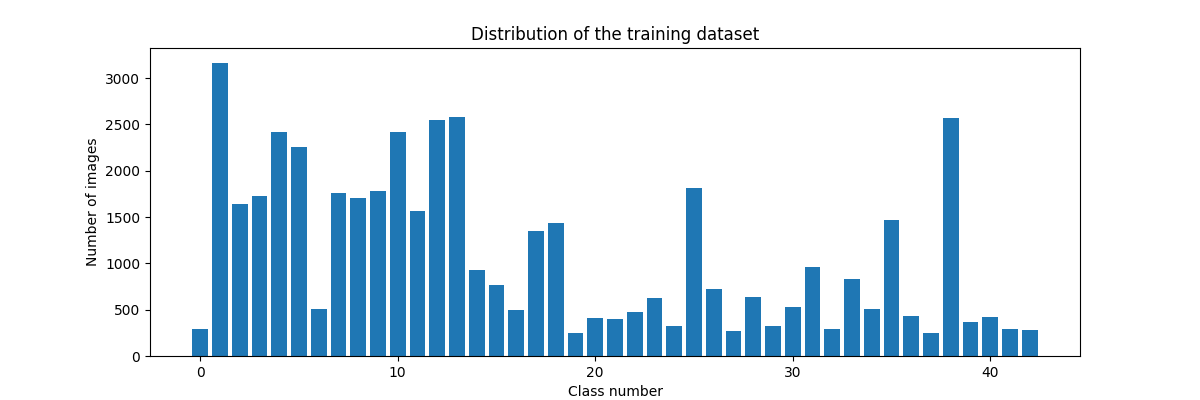 Distribution of the training dataset
Number of images
3000
2500
2000
1500
1000
500
0
0 10 20 30 40
Class number